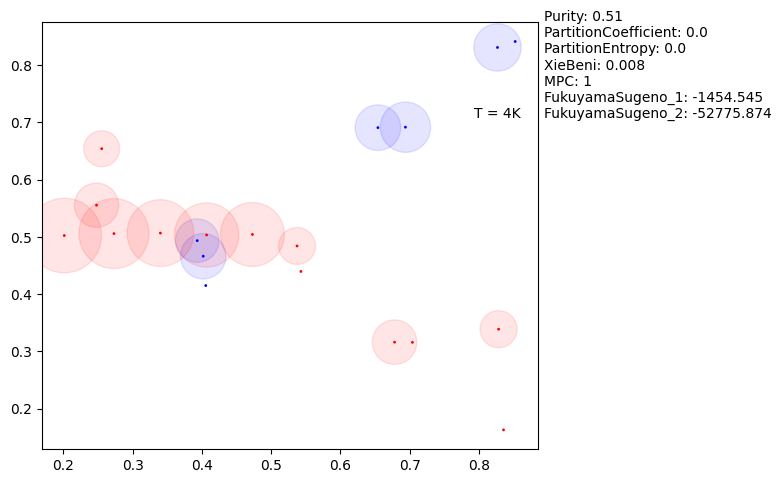 Purity: 0.51
PartitionCoefficient: 0.0
PartitionEntropy: 0.0
XieBeni: 0.008
MPC: 1
FukuyamaSugeno_1: -1454.545
FukuyamaSugeno_2: -52775.874
T = 4K
0.8
0.7
0.6
0.5
0.4
0.3
0.2
0.2 0.3 0.4 0.5 0.6 0.7 0.8